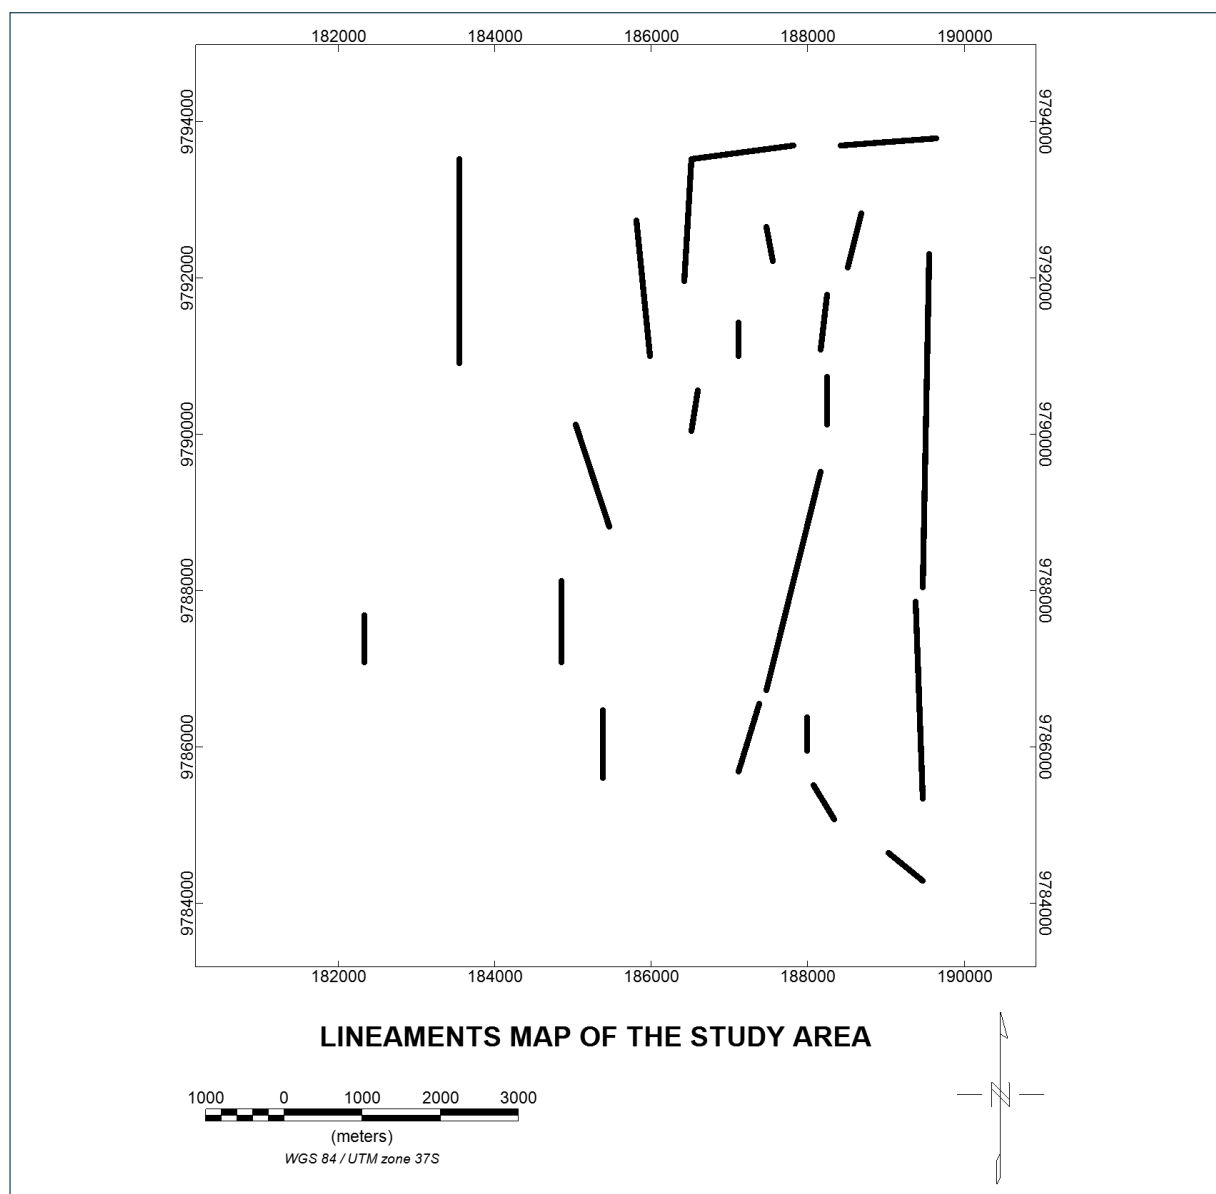 182000 184000 186000 188000 190000
9794000 9794000
9792000 9792000
9790000 9790000
9788000 9788000
9786000 9786000
9784000 9784000
182000 184000 186000 188000 190000
LINEAMENTS MAP OF THE STUDY AREA
1000 0 1000 2000 3000
(meters)
WGS 84 / UTM zone 37S
N